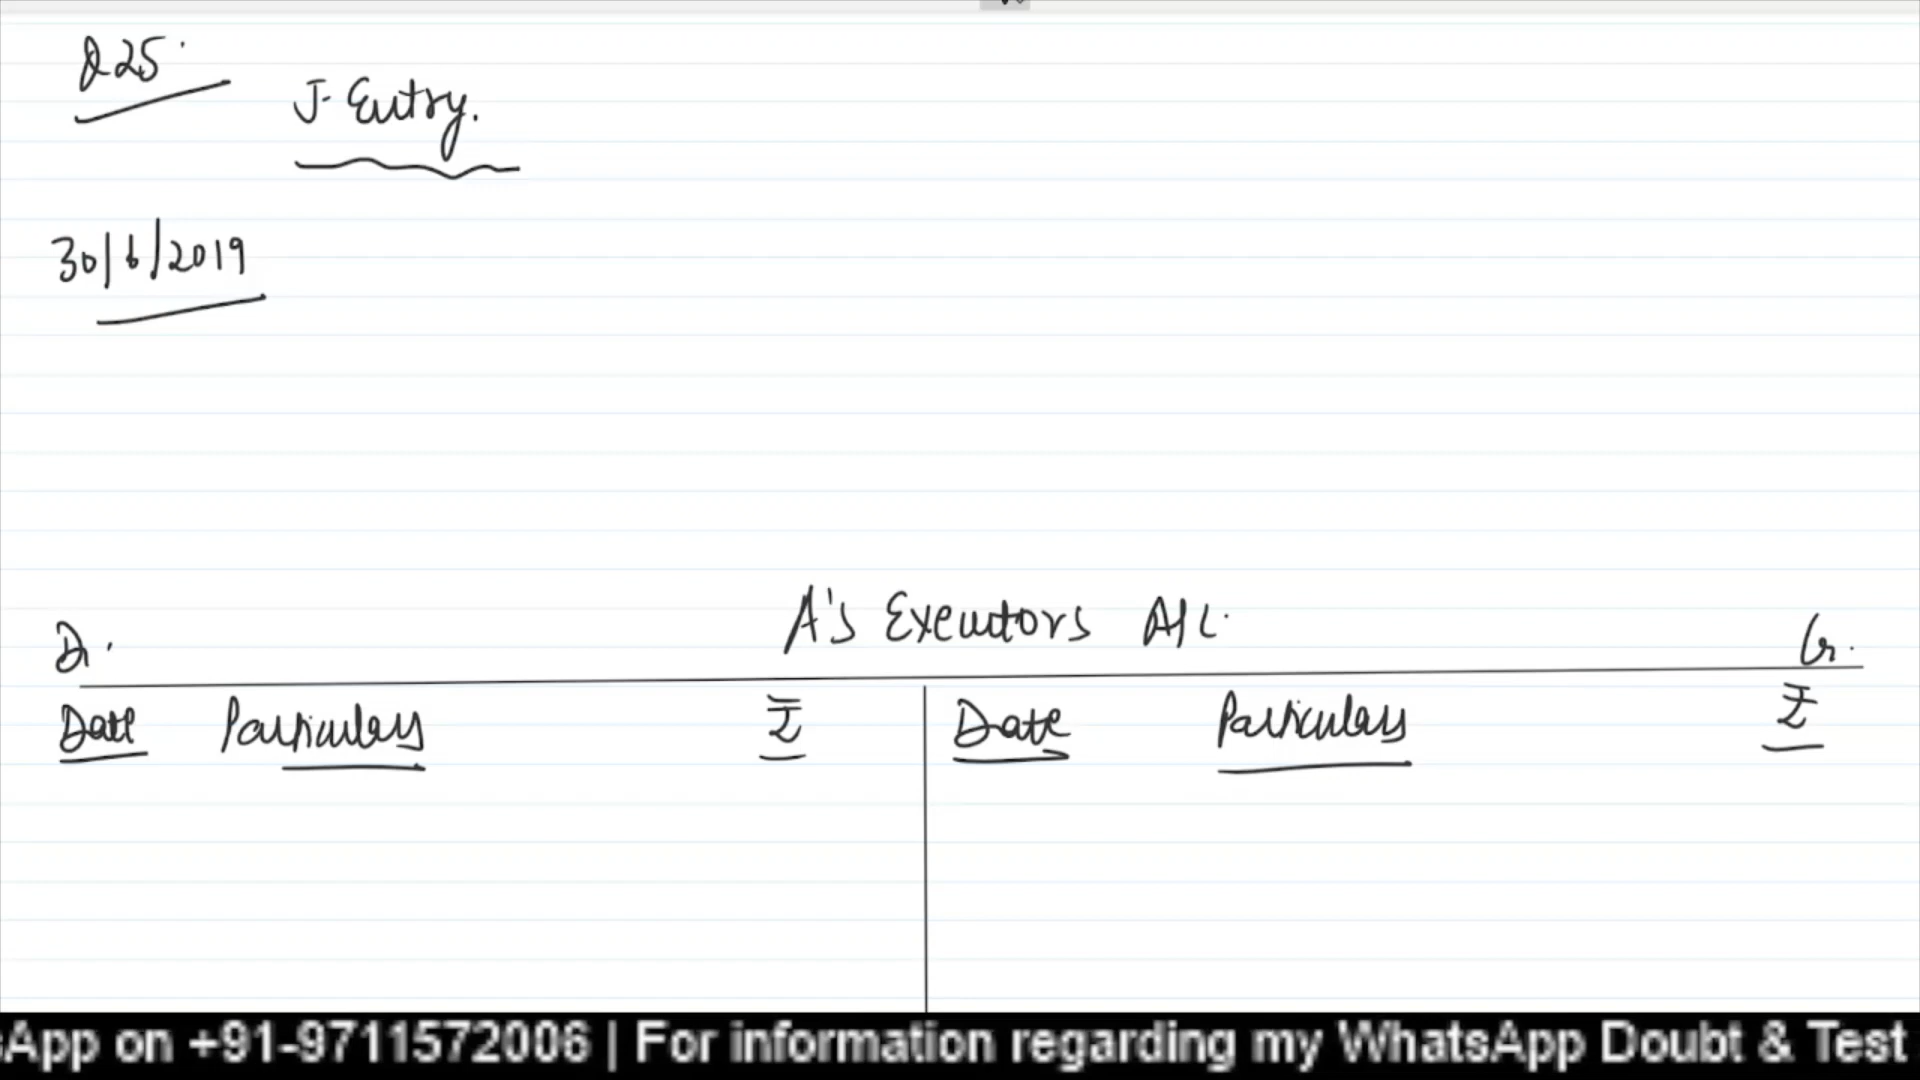 Q 25.
J-Entry.
30/6/2019
A's Executors A/c.
Dr. Cr.
Date Particulars ₹ Date Particulars ₹
App on +91-9711572006 | For information regarding my WhatsApp Doubt & Test